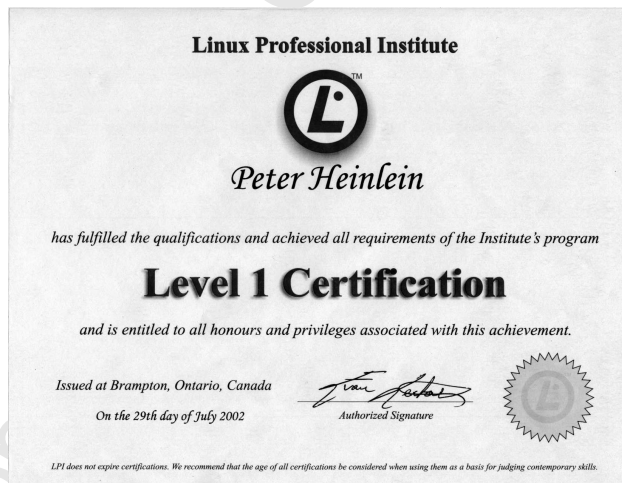 Linux Professional Institute
TM
Peter Heinlein
has fulfilled the qualifications and achieved all requirements of the Institute's program
Level 1 Certification
and is entitled to all honours and privileges associated with this achievement.
Issued at Brampton, Ontario, Canada
On the 29th day of July 2002
Authorized Signature
LPI does not expire certifications. We recommend that the age of all certifications be considered when using them as a basis for judging contemporary skills.